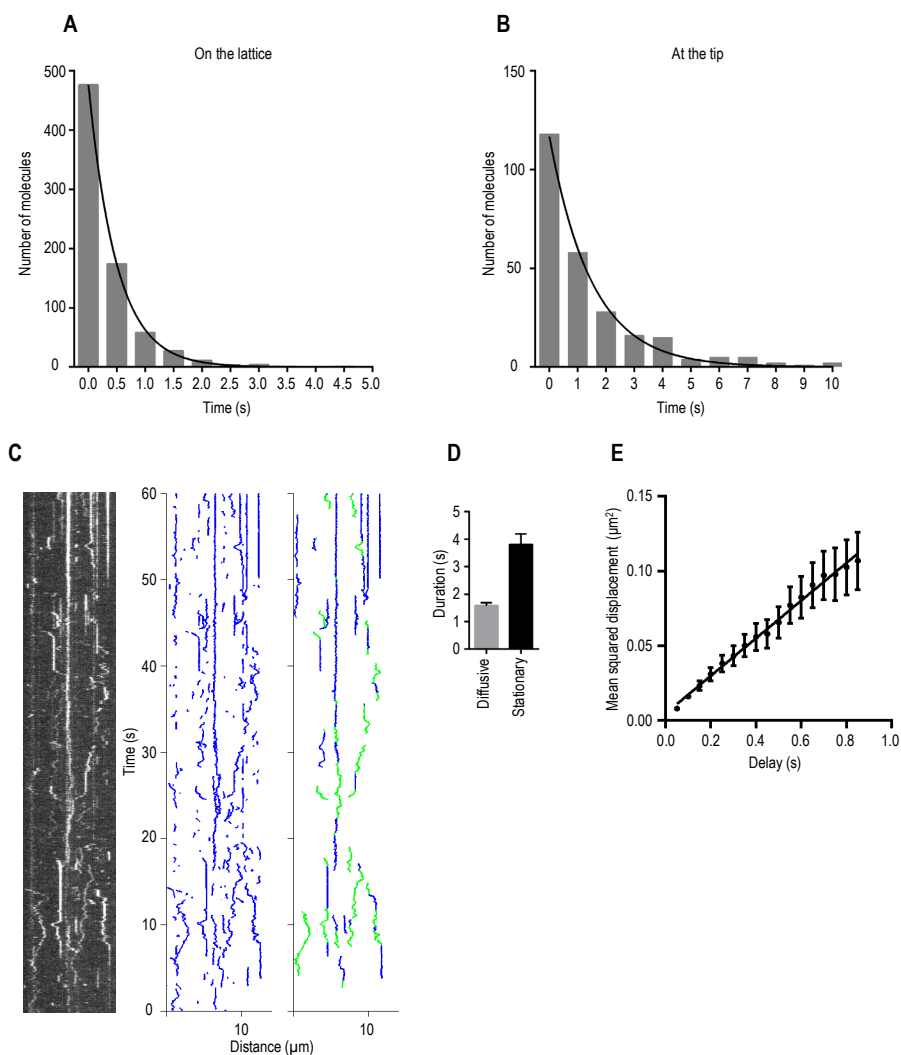 A
On the lattice
500
400
300
200
100
0
Number of molecules
0.0 0.5 1.0 1.5 2.0 2.5 3.0 3.5 4.0 4.5 5.0
Time (s)
B
At the tip
150
100
50
0
Number of molecules
0 1 2 3 4 5 6 7 8 9 10
Time (s)
C
60
50
40
30
20
10
0
Time (s)
10 10
Distance (µm)
D
5
4
3
2
1
0
Duration (s)
Diffusive
Stationary
E
0.15
0.10
0.05
0.00
Mean squared displacement (µm²)
0.0 0.2 0.4 0.6 0.8 1.0
Delay (s)